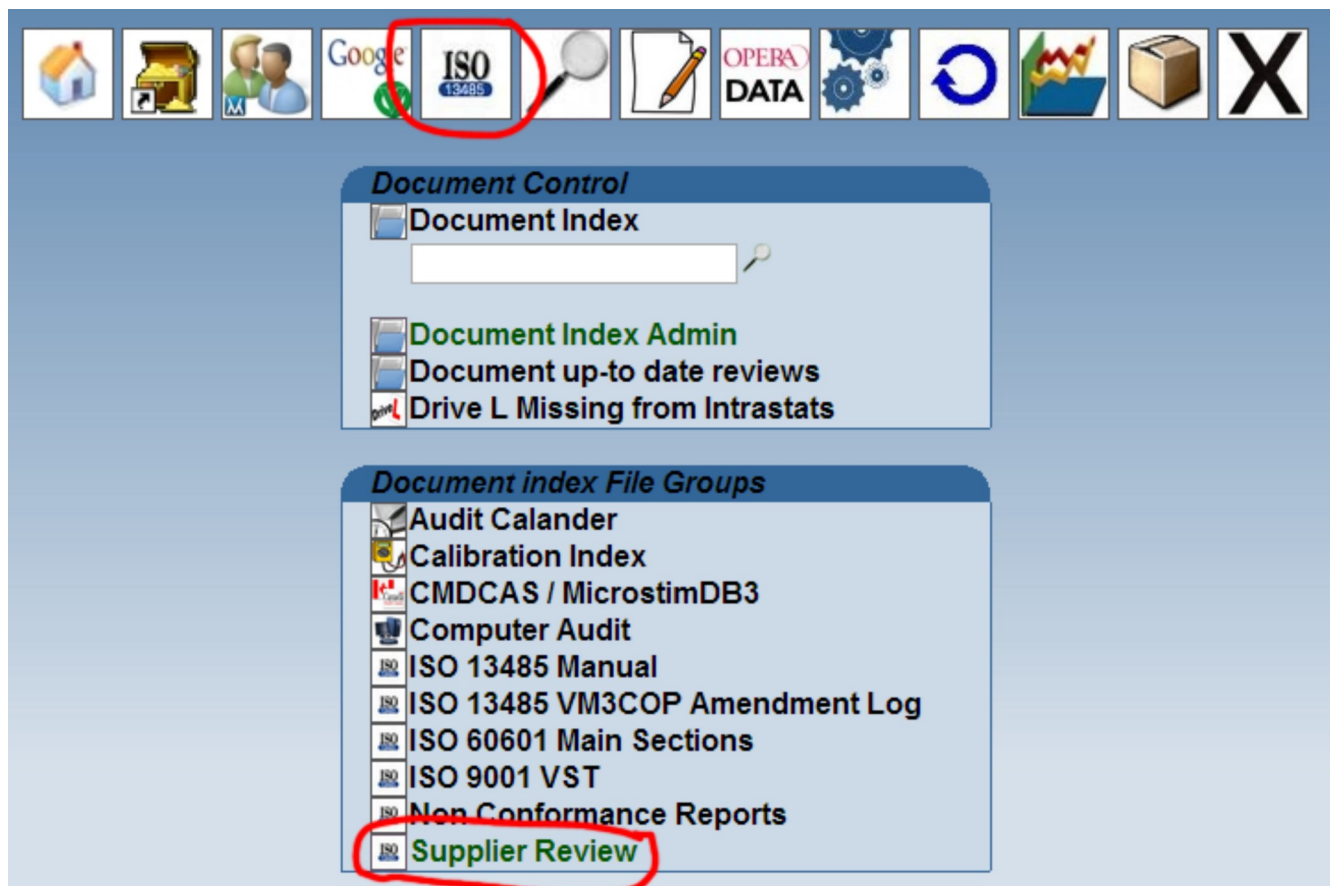 Google
ISO
13485
OPERA
DATA
Document Control
Document Index
Document Index Admin
Document up-to date reviews
Drive L Missing from Intrastats
Document index File Groups
Audit Calander
Calibration Index
CMDCAS / MicrostimDB3
Computer Audit
ISO 13485 Manual
ISO 13485 VM3COP Amendment Log
ISO 60601 Main Sections
ISO 9001 VST
Non Conformance Reports
Supplier Review